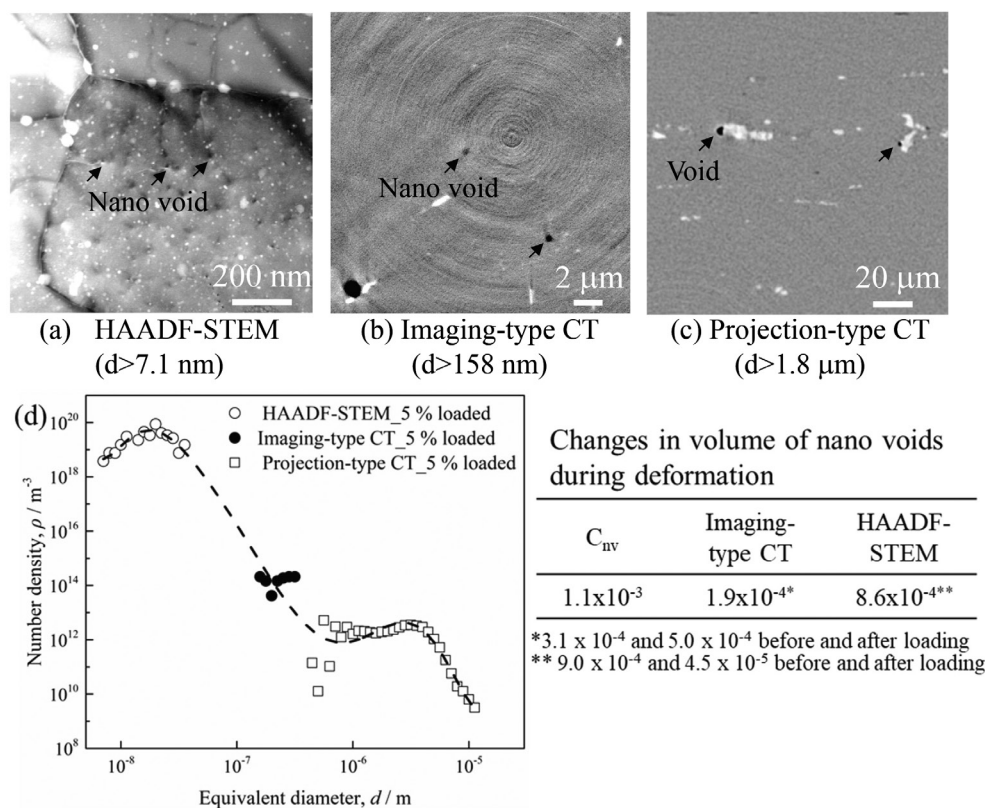 Nano void
200 nm
Nano void
2 μm
Void
20 μm
(a) HAADF-STEM
(d>7.1 nm)
(b) Imaging-type CT
(d>158 nm)
(c) Projection-type CT
(d>1.8 μm)
(d)
HAADF-STEM_5 % loaded
Imaging-type CT_5 % loaded
Projection-type CT_5 % loaded
Number density, ρ / m⁻³
10²⁰
10¹⁸
10¹⁶
10¹⁴
10¹²
10¹⁰
10⁸
10⁻⁸ 10⁻⁷ 10⁻⁶ 10⁻⁵
Equivalent diameter, d / m
Changes in volume of nano voids
during deformation
Cnv Imaging-type CT HAADF-STEM
1.1x10⁻³ 1.9x10⁻⁴* 8.6x10⁻⁴**
*3.1 x 10⁻⁴ and 5.0 x 10⁻⁴ before and after loading
** 9.0 x 10⁻⁴ and 4.5 x 10⁻⁵ before and after loading